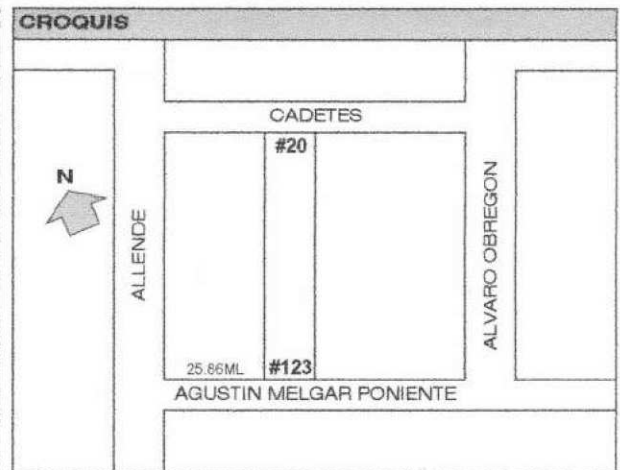 CROQUIS
CADETES
#20
N
ALLENDE
ALVARO OBREGON
25.86ML
#123
AGUSTIN MELGAR PONIENTE